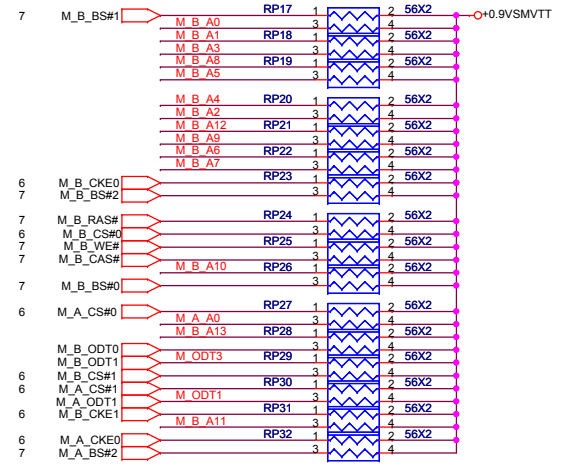 7 M_B_BS#1 RP17 1 2 56X2 +0.9VSMVTT
M_B_A0 3 4
M_B_A1 RP18 1 2 56X2
M_B_A3 3 4
M_B_A8 RP19 1 2 56X2
M_B_A5 3 4
M_B_A4 RP20 1 2 56X2
M_B_A2 3 4
M_B_A12 RP21 1 2 56X2
M_B_A9 3 4
M_B_A6 RP22 1 2 56X2
M_B_A7 3 4
6 M_B_CKE0 RP23 1 2 56X2
7 M_B_BS#2 3 4
7 M_B_RAS# RP24 1 2 56X2
6 M_B_CS#0 3 4
7 M_B_WE# RP25 1 2 56X2
7 M_B_CAS# 3 4
M_B_A10 RP26 1 2 56X2
7 M_B_BS#0 3 4
6 M_A_CS#0 RP27 1 2 56X2
M_A_A0 3 4
M_B_A13 RP28 1 2 56X2
M_B_ODT0 3 4
M_B_ODT1 M_ODT3 RP29 1 2 56X2
6 M_B_CS#1 3 4
6 M_A_CS#1 RP30 1 2 56X2
M_A_ODT1 M_ODT1 3 4
6 M_B_CKE1 RP31 1 2 56X2
M_B_A11 3 4
6 M_A_CKE0 RP32 1 2 56X2
7 M_A_BS#2 3 4